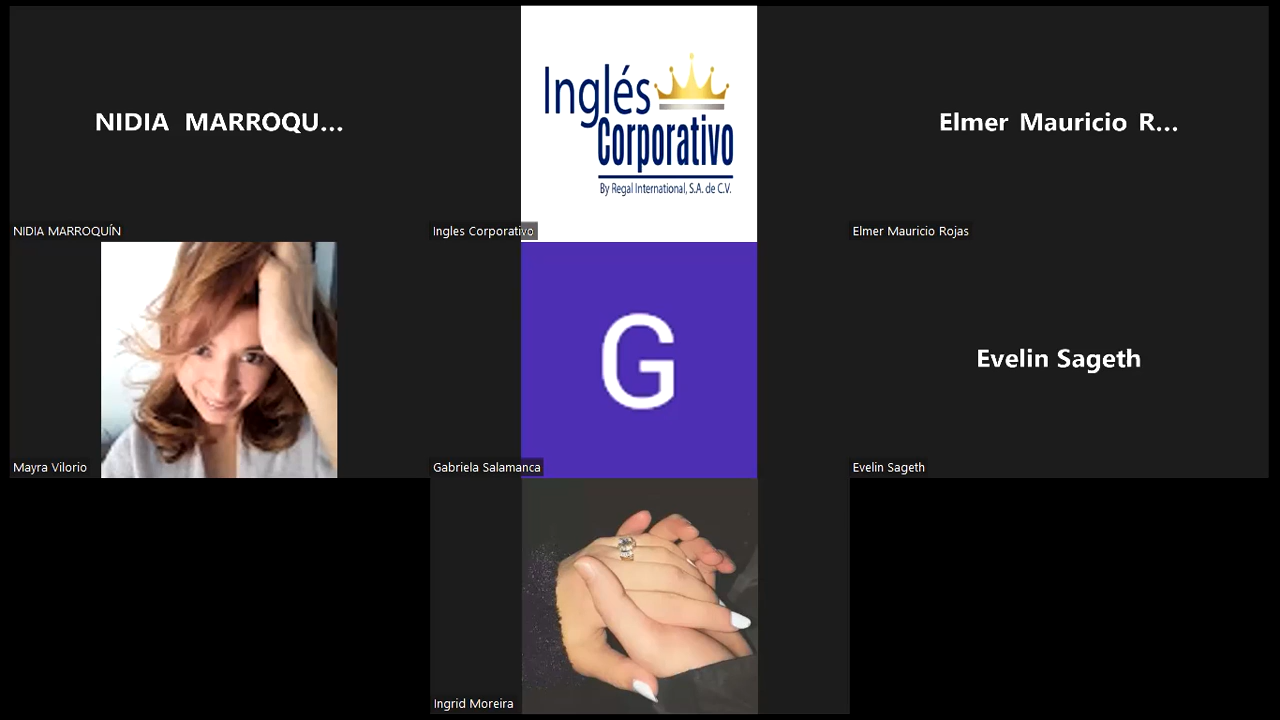 NIDIA MARROQU...
Inglés
Corporativo
By Regal International, S.A. de C.V.
Elmer Mauricio R...
NIDIA MARROQUÍN
Ingles Corporativo
Elmer Mauricio Rojas
G
Evelin Sageth
Mayra Vilorio
Gabriela Salamanca
Evelin Sageth
Ingrid Moreira